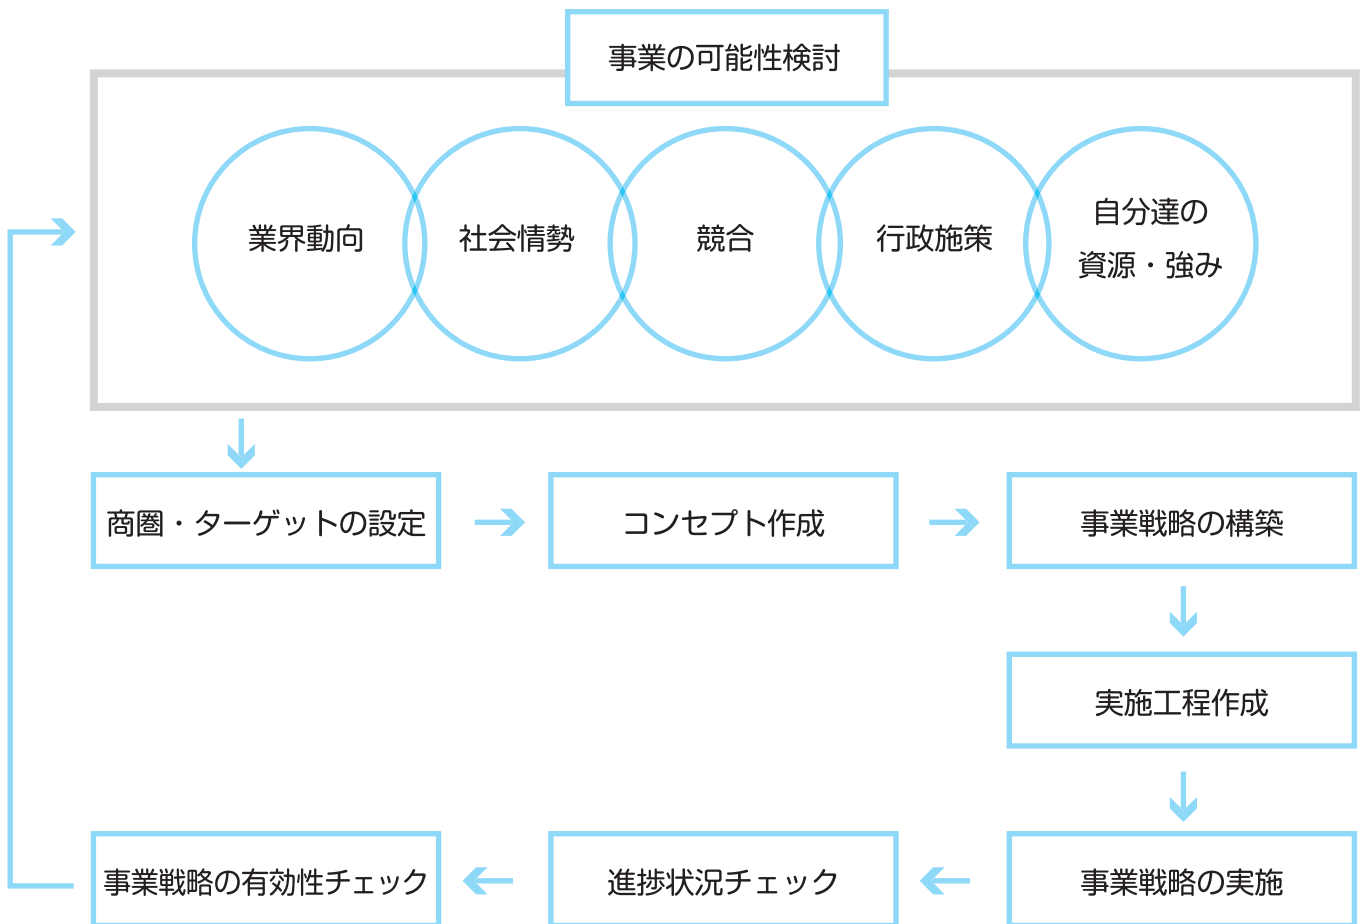 事業の可能性検討
業界動向
社会情勢
競合
行政施策
自分達の
資源・強み
商圏・ターゲットの設定
コンセプト作成
事業戦略の構築
実施工程作成
事業戦略の有効性チェック
進捗状況チェック
事業戦略の実施